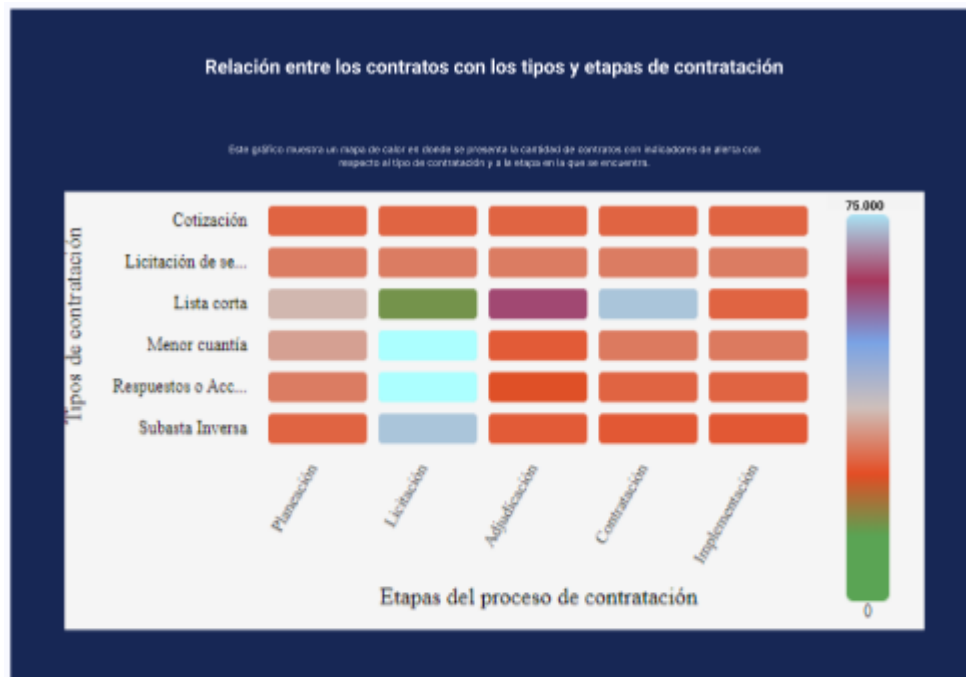 Relación entre los contratos con los tipos y etapas de contratación
Este gráfico muestra un mapa de calor en donde se presenta la cantidad de contratos con indicadores de alerta con
respecto al tipo de contratación y a la etapa en la que se encuentra.
75.000
Tipos de contratación
Cotización
Licitación de se...
Lista corta
Menor cuantía
Respuestos o Acc...
Subasta Inversa
Planeación
Licitación
Adjudicación
Contratación
Implementación
0
Etapas del proceso de contratación